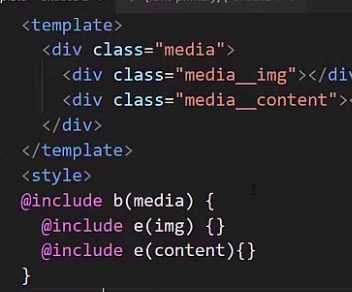 <template>
<div class="media">
<div class="media__img"></div>
<div class="media__content">
</div>
</template>
<style>
@include b(media) {
@include e(img) {}
@include e(content){}
}